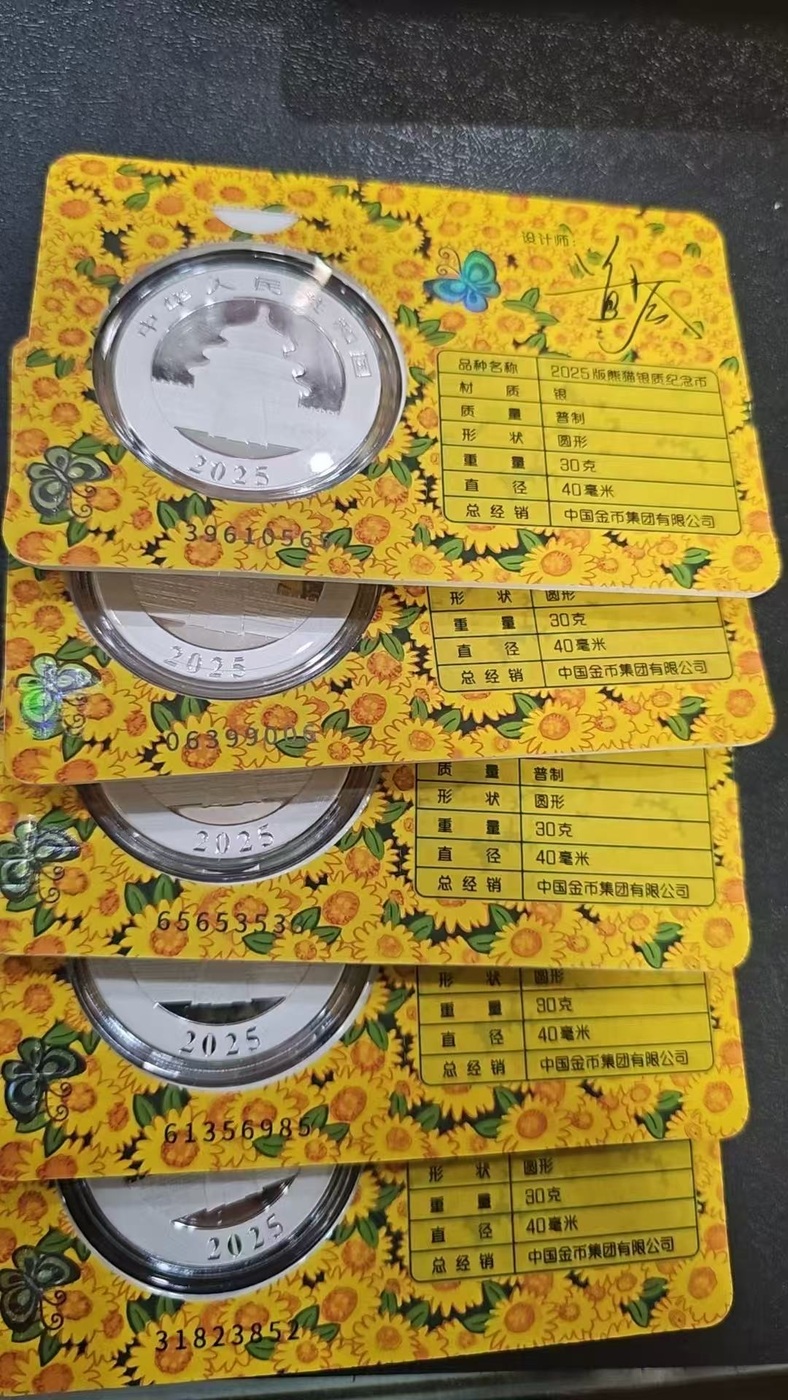 设计师:
中华人民共和国
2025
品种名称 2025版熊猫银质纪念币
材质 银
质量 普制
形状 圆形
重量 30克
直径 40毫米
总经销 中国金币集团有限公司
39610565
形状 圆形
重量 30克
直径 40毫米
总经销 中国金币集团有限公司
2025
06399006
质量 普制
形状 圆形
重量 30克
直径 40毫米
总经销 中国金币集团有限公司
2025
65653536
形状 圆形
重量 30克
直径 40毫米
总经销 中国金币集团有限公司
2025
61356985
形状 圆形
重量 30克
直径 40毫米
总经销 中国金币集团有限公司
2025
31823852